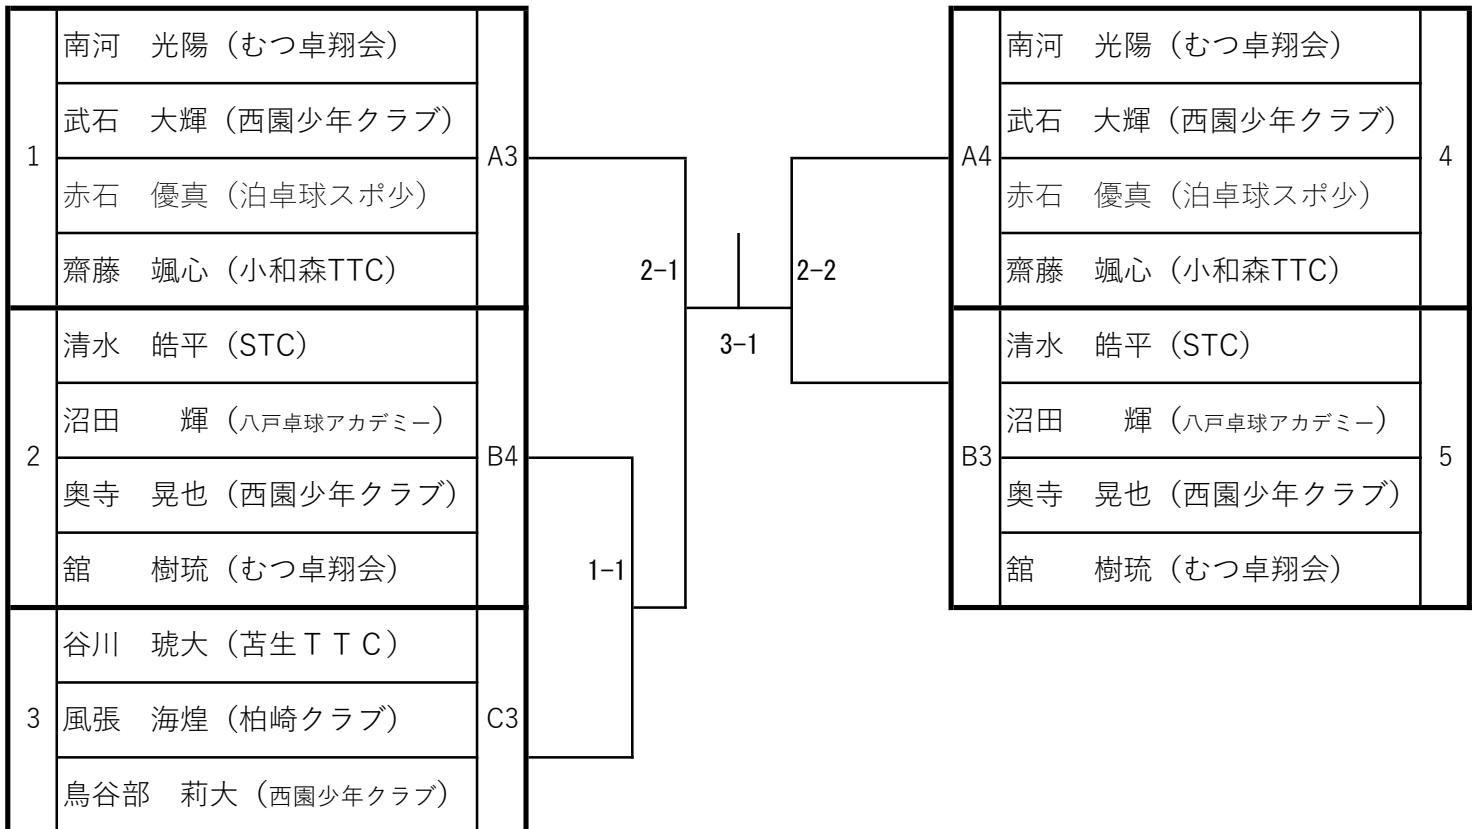 1
南河　光陽（むつ卓翔会）
武石　大輝（西園少年クラブ）
赤石　優真（泊卓球スポ少）
齋藤　颯心（小和森TTC）
A3
2
清水　皓平（STC）
沼田　　輝（八戸卓球アカデミー）
奥寺　晃也（西園少年クラブ）
舘　　樹琉（むつ卓翔会）
B4
3
谷川　琥大（苫生ＴＴＣ）
風張　海煌（柏崎クラブ）
鳥谷部　莉大（西園少年クラブ）
C3
1-1
2-1
3-1
2-2
A4
南河　光陽（むつ卓翔会）
武石　大輝（西園少年クラブ）
赤石　優真（泊卓球スポ少）
齋藤　颯心（小和森TTC）
4
B3
清水　皓平（STC）
沼田　　輝（八戸卓球アカデミー）
奥寺　晃也（西園少年クラブ）
舘　　樹琉（むつ卓翔会）
5